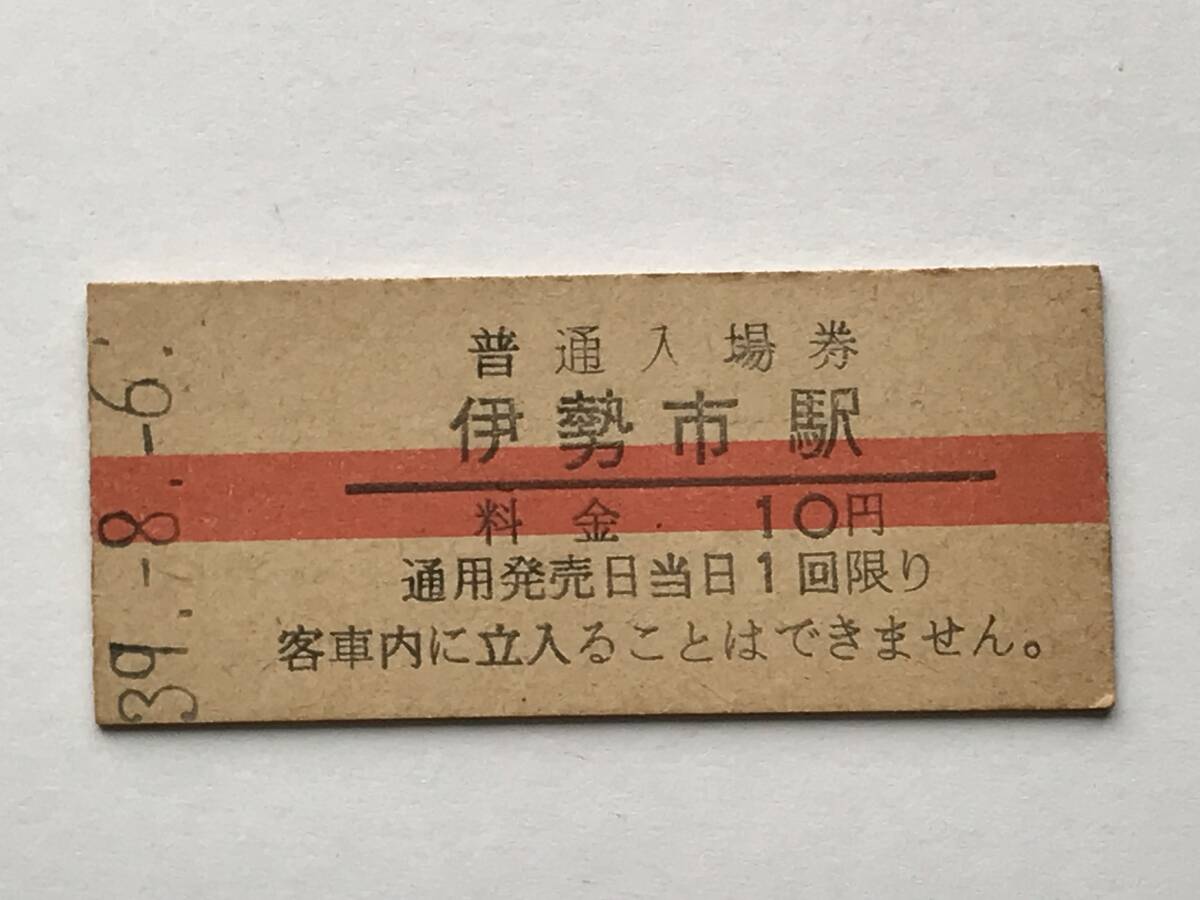 普通入場券
伊勢市駅
料金 10円
通用発売日当日1回限り
客車内に立入ることはできません。
39.-8.-6.